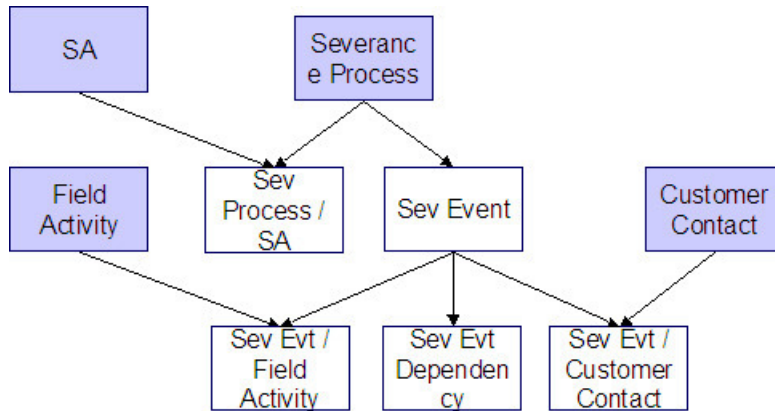 SA
Severanc
e Process
Field
Activity
Sev
Process /
SA
Sev Event
Customer
Contact
Sev Evt /
Field
Activity
Sev Evt
Dependen
cy
Sev Evt /
Customer
Contact